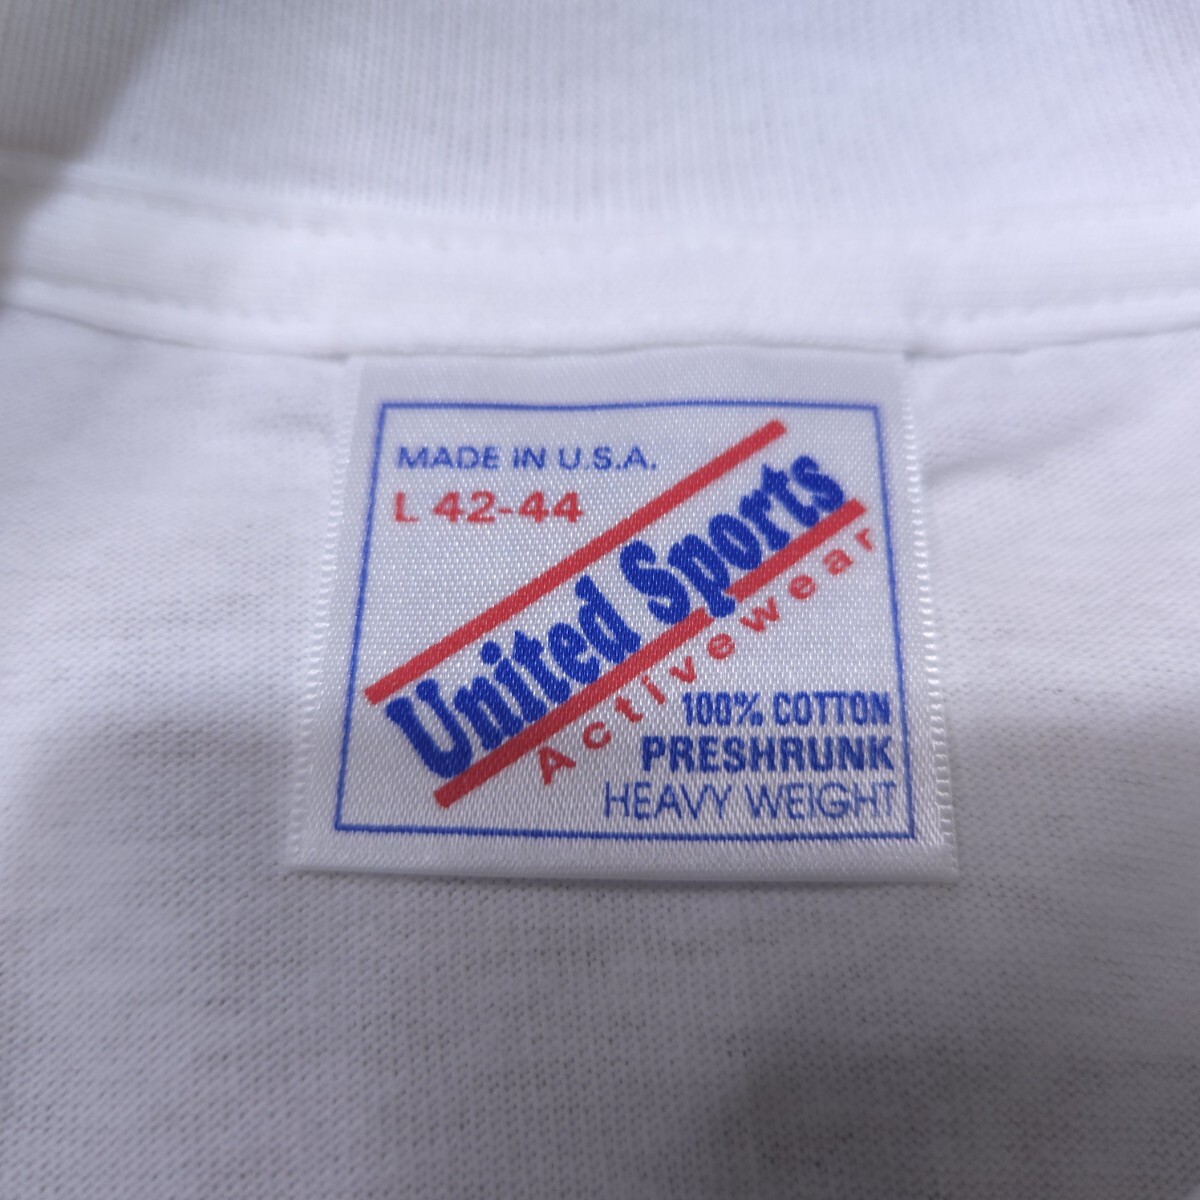 MADE IN U.S.A.
L 42-44
United Sports
Activewear
100% COTTON
PRESHRUNK
HEAVY WEIGHT